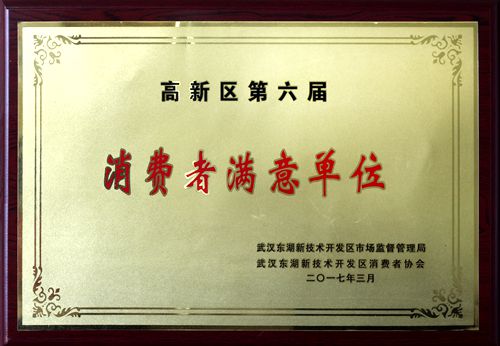 高新区第六届
消费者满意单位
武汉东湖新技术开发区市场监督管理局
武汉东湖新技术开发区消费者协会
二〇一七年三月